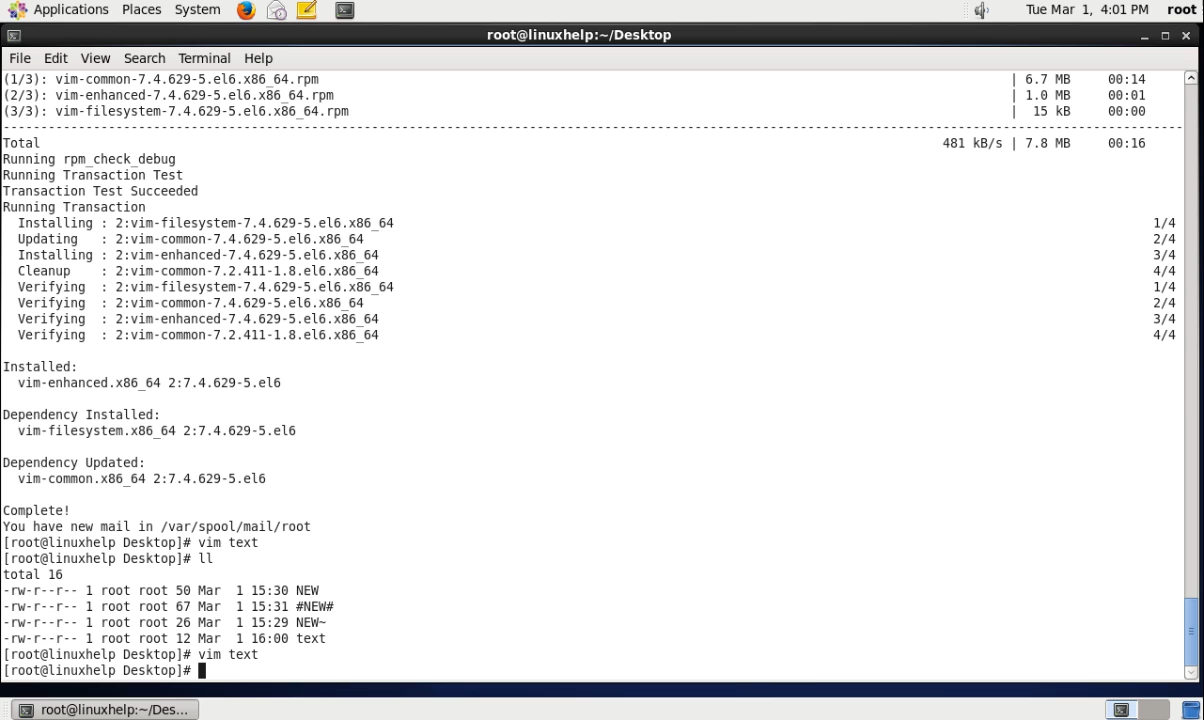 Applications Places System Tue Mar 1, 4:01 PM root
root@linuxhelp:~/Desktop
File Edit View Search Terminal Help
(1/3): vim-common-7.4.629-5.el6.x86_64.rpm | 6.7 MB 00:14
(2/3): vim-enhanced-7.4.629-5.el6.x86_64.rpm | 1.0 MB 00:01
(3/3): vim-filesystem-7.4.629-5.el6.x86_64.rpm | 15 kB 00:00
--------------------------------------------------------------------------------
Total 481 kB/s | 7.8 MB 00:16
Running rpm_check_debug
Running Transaction Test
Transaction Test Succeeded
Running Transaction
  Installing : 2:vim-filesystem-7.4.629-5.el6.x86_64 1/4
  Updating   : 2:vim-common-7.4.629-5.el6.x86_64 2/4
  Installing : 2:vim-enhanced-7.4.629-5.el6.x86_64 3/4
  Cleanup    : 2:vim-common-7.2.411-1.8.el6.x86_64 4/4
  Verifying  : 2:vim-filesystem-7.4.629-5.el6.x86_64 1/4
  Verifying  : 2:vim-common-7.4.629-5.el6.x86_64 2/4
  Verifying  : 2:vim-enhanced-7.4.629-5.el6.x86_64 3/4
  Verifying  : 2:vim-common-7.2.411-1.8.el6.x86_64 4/4
Installed:
  vim-enhanced.x86_64 2:7.4.629-5.el6
Dependency Installed:
  vim-filesystem.x86_64 2:7.4.629-5.el6
Dependency Updated:
  vim-common.x86_64 2:7.4.629-5.el6
Complete!
You have new mail in /var/spool/mail/root
[root@linuxhelp Desktop]# vim text
[root@linuxhelp Desktop]# ll
total 16
-rw-r--r-- 1 root root 50 Mar  1 15:30 NEW
-rw-r--r-- 1 root root 67 Mar  1 15:31 #NEW#
-rw-r--r-- 1 root root 26 Mar  1 15:29 NEW~
-rw-r--r-- 1 root root 12 Mar  1 16:00 text
[root@linuxhelp Desktop]# vim text
[root@linuxhelp Desktop]#
root@linuxhelp:~/Des...